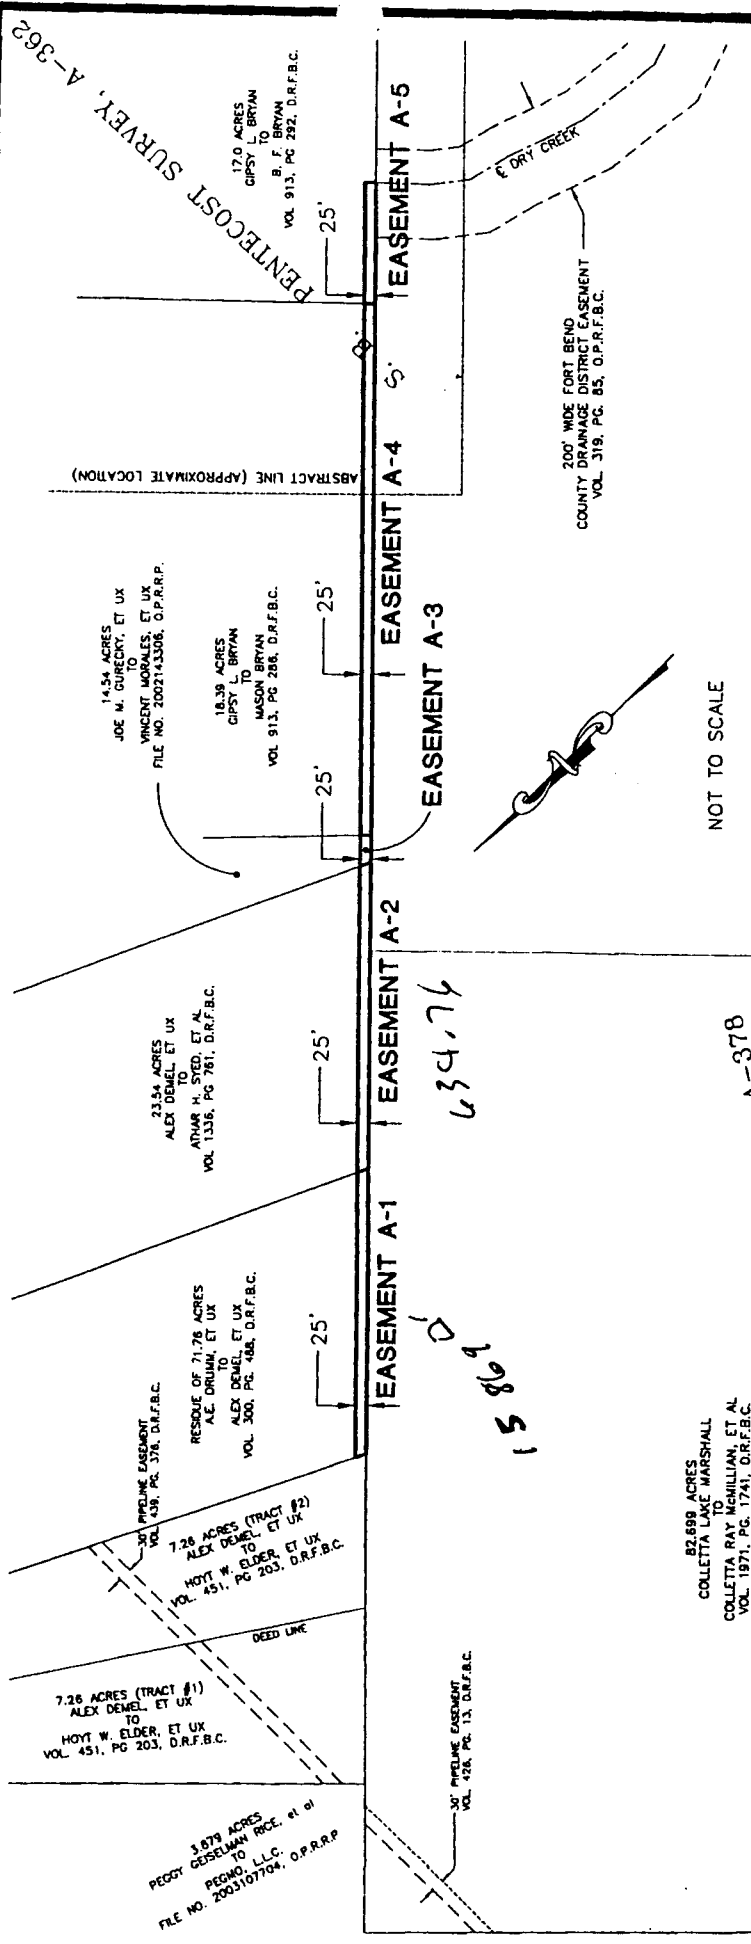 PENTECOST SURVEY, A-362
17.0 ACRES
GIPSY L. BRYAN
TO
B. F. BRYAN
VOL 913, PG 292, D.R.F.B.C.
25'
EASEMENT A-5
℄ DRY CREEK
200' WIDE FORT BEND
COUNTY DRAINAGE DISTRICT EASEMENT
VOL. 319, PG. 85, O.P.R.F.B.C.
B.
S.
ABSTRACT LINE (APPROXIMATE LOCATION)
EASEMENT A-4
25'
14.54 ACRES
JOE M. GURECKY, ET UX
TO
VINCENT MORALES, ET UX
FILE NO. 2002143306, O.P.R.R.P.
18.39 ACRES
GIPSY L. BRYAN
TO
MASON BRYAN
VOL 913, PG 286, D.R.F.B.C.
25'
EASEMENT A-3
NOT TO SCALE
23.54 ACRES
ALEX DEMEL, ET UX
TO
ATHAR H. SYED, ET AL
VOL 1336, PG 761, D.R.F.B.C.
25'
EASEMENT A-2
634.76
A-378
RESIDUE OF 71.76 ACRES
A.E. DRUMM, ET UX
TO
ALEX DEMEL, ET UX
VOL. 300, PG. 488, D.R.F.B.C.
25'
EASEMENT A-1
15869
30' PIPELINE EASEMENT
VOL. 439, PG. 378, D.R.F.B.C.
7.26 ACRES (TRACT #2)
ALEX DEMEL, ET UX
TO
HOYT W. ELDER, ET UX
VOL. 451, PG 203, D.R.F.B.C.
DEED LINE
7.26 ACRES (TRACT #1)
ALEX DEMEL, ET UX
TO
HOYT W. ELDER, ET UX
VOL. 451, PG 203, D.R.F.B.C.
30' PIPELINE EASEMENT
VOL. 426, PG. 13, D.R.F.B.C.
3.679 ACRES
PEGGY GEISELMAN RICE, et al
TO
PEGMO, L.L.C.
FILE NO. 2003107704, O.P.R.R.P
82.699 ACRES
COLLETTA LAKE MARSHALL
TO
COLLETTA RAY McMILLIAN, ET AL
VOL. 1971, PG. 1741, D.R.F.B.C.